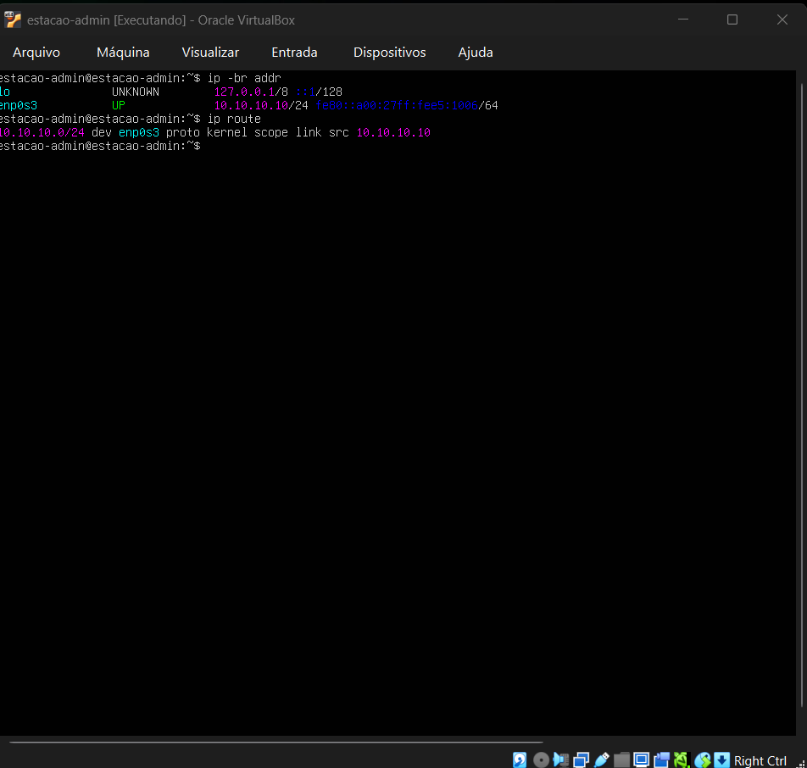 estacao-admin [Executando] - Oracle VirtualBox
Arquivo Máquina Visualizar Entrada Dispositivos Ajuda
estacao-admin@estacao-admin:~$ ip -br addr
lo UNKNOWN 127.0.0.1/8 ::1/128
enp0s3 UP 10.10.10.10/24 fe80::a00:27ff:fee5:1086/64
estacao-admin@estacao-admin:~$ ip route
10.10.10.0/24 dev enp0s3 proto kernel scope link src 10.10.10.10
estacao-admin@estacao-admin:~$
Right Ctrl